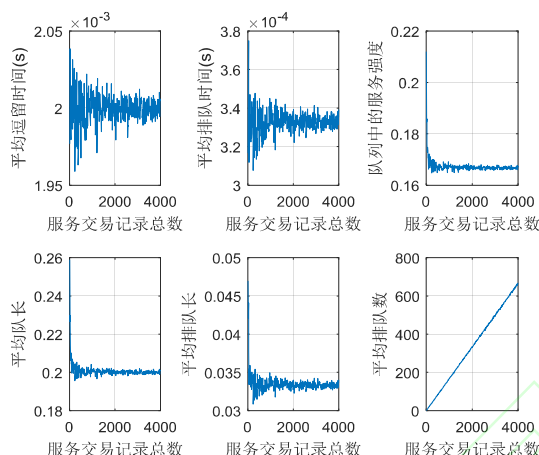 ×10⁻³
2.05
2
1.95
平均逗留时间(s)
0 2000 4000
服务交易记录总数
×10⁻⁴
3.8
3.6
3.4
3.2
3
平均排队时间(s)
0 2000 4000
服务交易记录总数
0.22
0.2
0.18
0.16
队列中的服务强度
0 2000 4000
服务交易记录总数
0.26
0.24
0.22
0.2
0.18
平均队长
0 2000 4000
服务交易记录总数
0.05
0.045
0.04
0.035
0.03
平均排队长
0 2000 4000
服务交易记录总数
800
600
400
200
0
平均排队数
0 2000 4000
服务交易记录总数